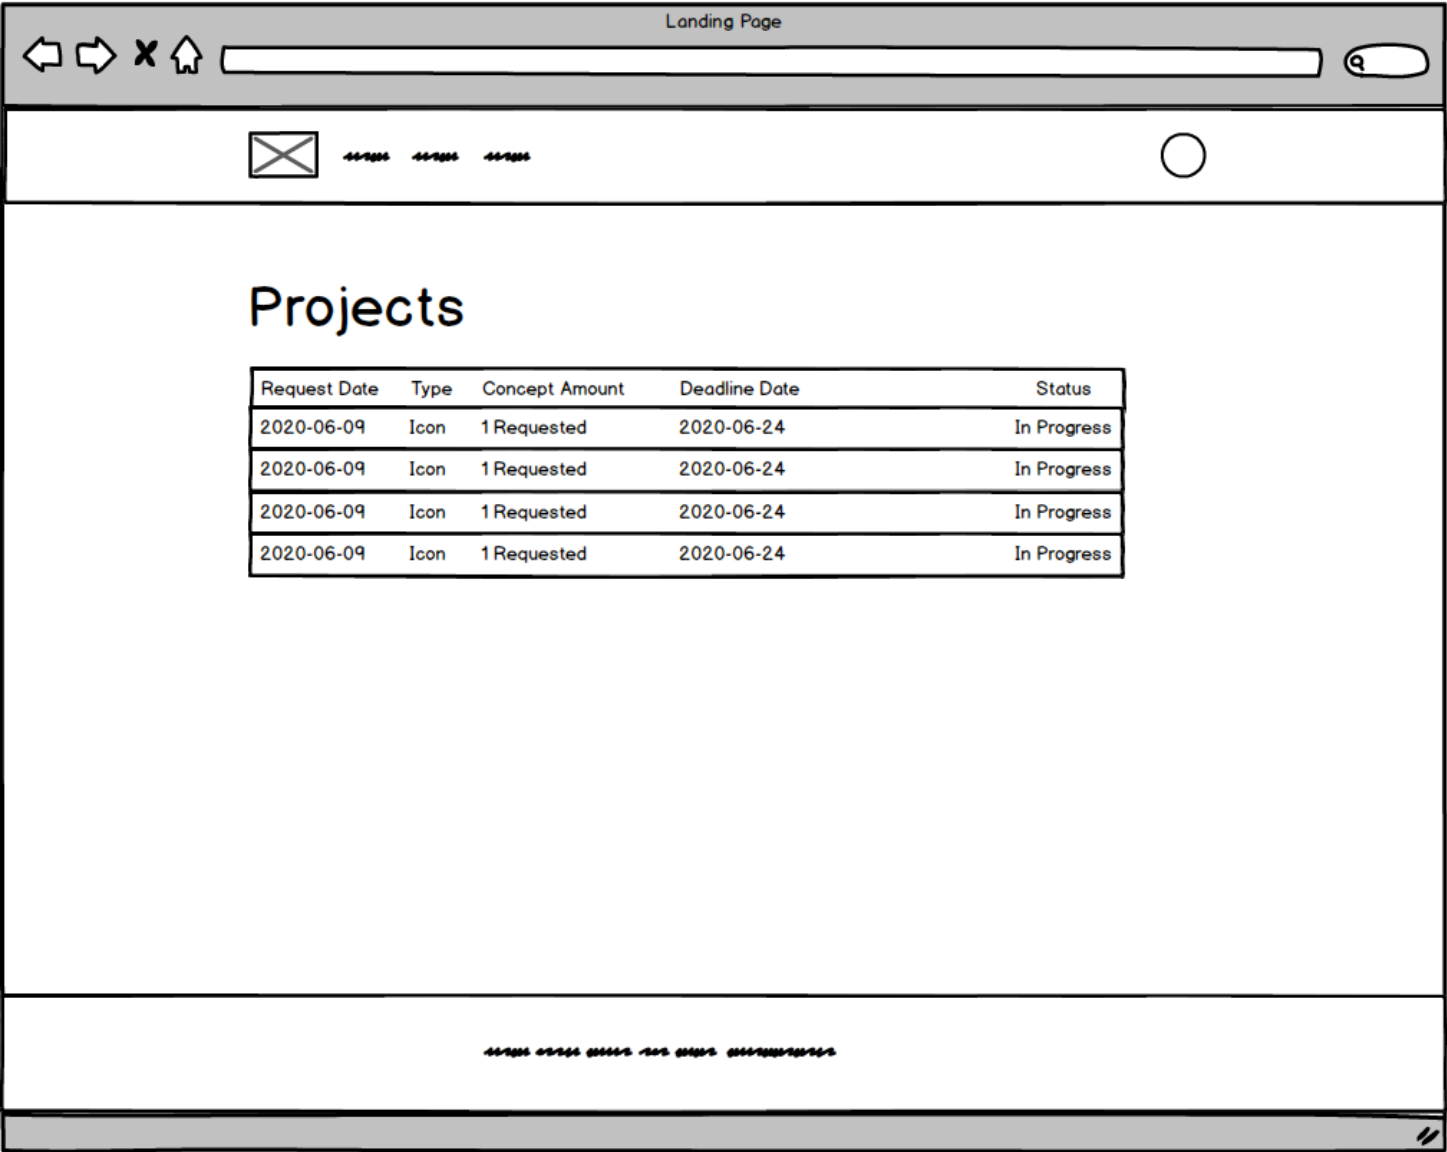 Landing Page
Projects
Request Date Type Concept Amount Deadline Date Status
2020-06-09 Icon 1 Requested 2020-06-24 In Progress
2020-06-09 Icon 1 Requested 2020-06-24 In Progress
2020-06-09 Icon 1 Requested 2020-06-24 In Progress
2020-06-09 Icon 1 Requested 2020-06-24 In Progress